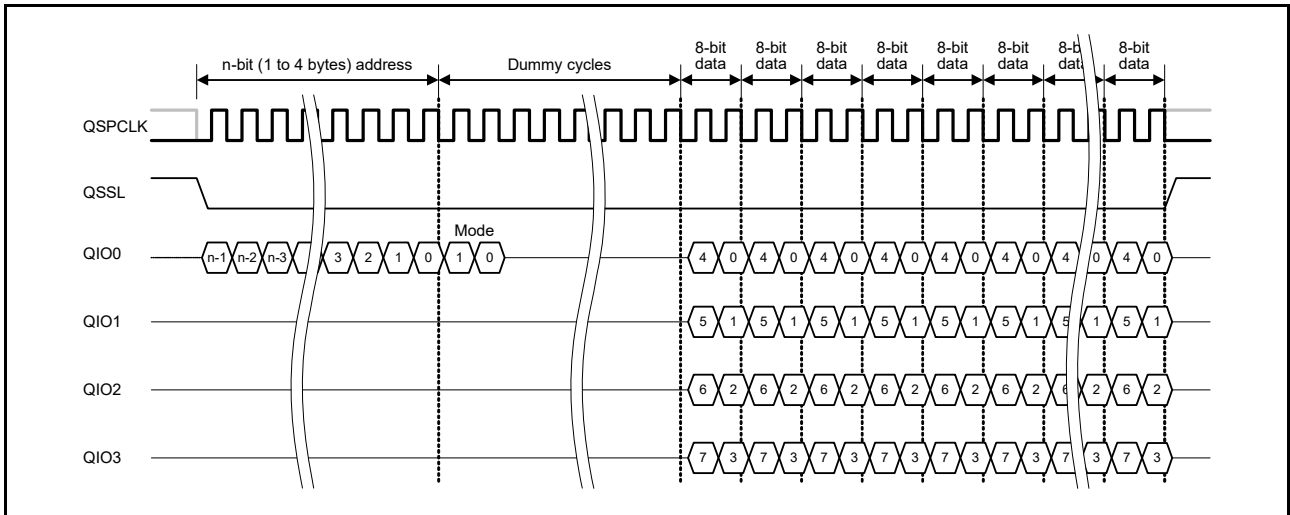 8-bit data 8-bit data 8-bit data 8-bit data 8-bit data 8-bit data 8-bit data 8-bit data
n-bit (1 to 4 bytes) address Dummy cycles
QSPCLK
QSSL
Mode
QIO0 n-1 n-2 n-3 3 2 1 0 1 0 4 0 4 0 4 0 4 0 4 0 4 0 4 0 4 0
QIO1 5 1 5 1 5 1 5 1 5 1 5 1 5 1 5 1
QIO2 6 2 6 2 6 2 6 2 6 2 6 2 6 2 6 2
QIO3 7 3 7 3 7 3 7 3 7 3 7 3 7 3 7 3